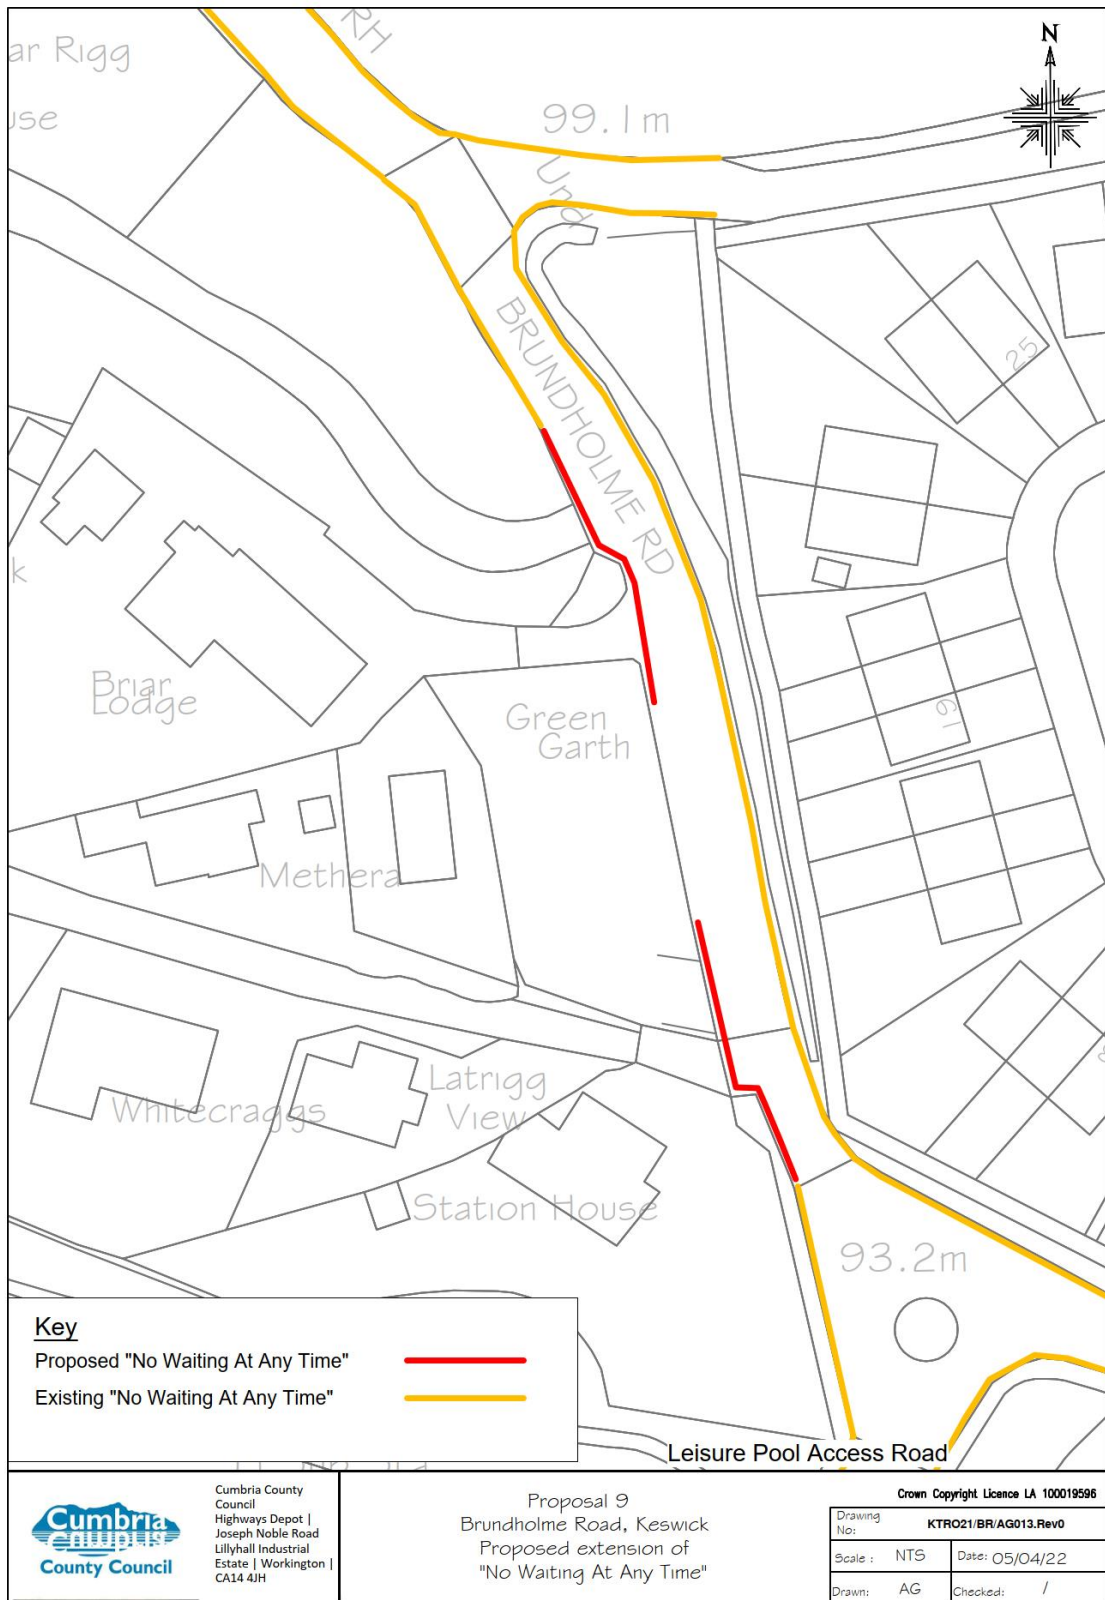 RH
N
ar Rigg
use
99.1m
Und
BRUNDHOLME RD
25
k
Briar
Lodge
Green
Garth
19
Methera
Latrigg
View
Whitecraggs
Station House
93.2m
Key
Proposed "No Waiting At Any Time"
Existing "No Waiting At Any Time"
Leisure Pool Access Road
Cumbria
County Council
Cumbria County
Council
Highways Depot |
Joseph Noble Road
Lillyhall Industrial
Estate | Workington |
CA14 4JH
Proposal 9
Brundholme Road, Keswick
Proposed extension of
"No Waiting At Any Time"
Crown Copyright Licence LA 100019596
Drawing No: KTRO21/BR/AG013.Rev0
Scale : NTS Date: 05/04/22
Drawn: AG Checked: /